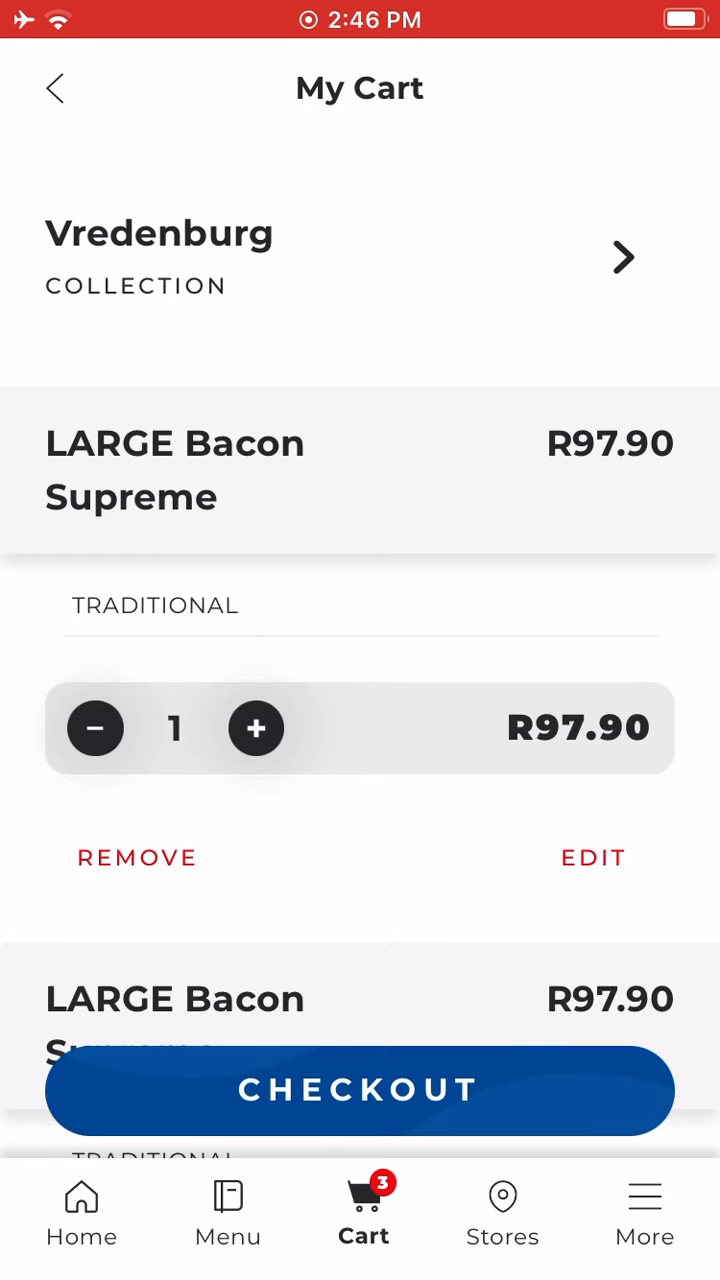 2:46 PM
My Cart
Vredenburg
COLLECTION
LARGE Bacon R97.90
Supreme
TRADITIONAL
1 R97.90
REMOVE EDIT
LARGE Bacon R97.90
CHECKOUT
TRADITIONAL
3
Home Menu Cart Stores More